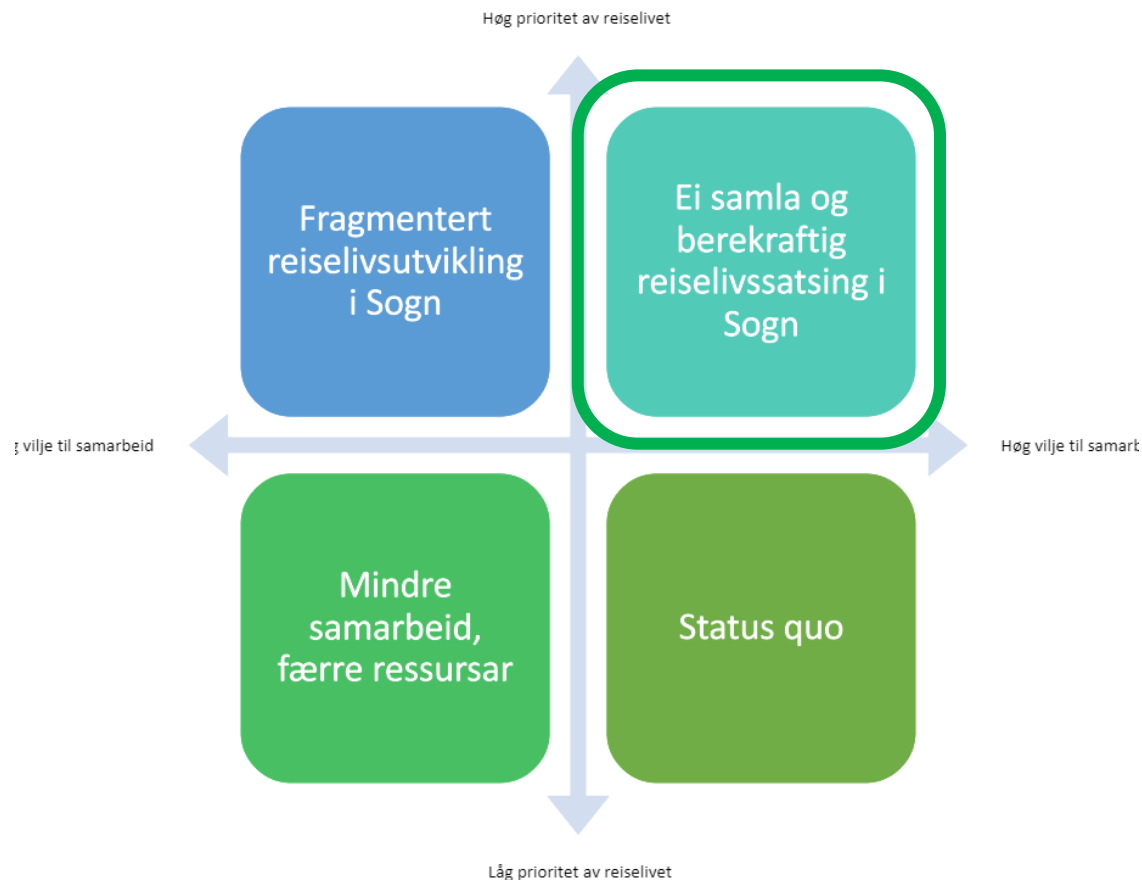 Høg prioritet av reiselivet
Fragmentert
reiselivsutvikling
i Sogn
Ei samla og
berekraftig
reiselivssatsing i
Sogn
vilje til samarbeid
Høg vilje til
Mindre
samarbeid,
færre ressursar
Status quo
Låg prioritet av reiselivet